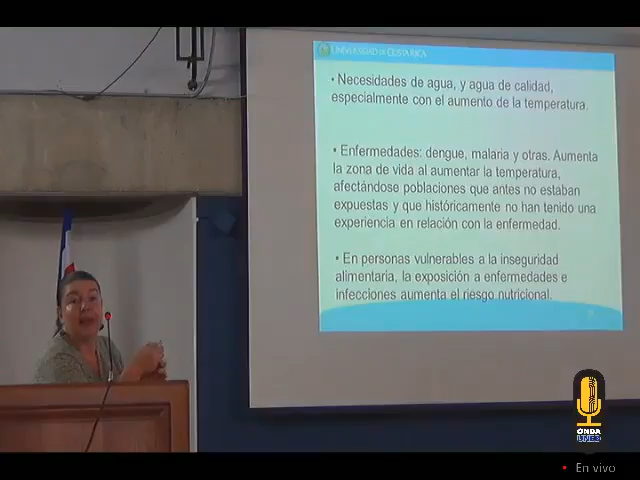 UNIVERSIDAD DE COSTA RICA
• Necesidades de agua, y agua de calidad,
especialmente con el aumento de la temperatura.
• Enfermedades: dengue, malaria y otras. Aumenta
la zona de vida al aumentar la temperatura,
afectándose poblaciones que antes no estaban
expuestas y que históricamente no han tenido una
experiencia en relación con la enfermedad.
• En personas vulnerables a la inseguridad
alimentaria, la exposición a enfermedades e
infecciones aumenta el riesgo nutricional.
ONDA
UNED
• En vivo